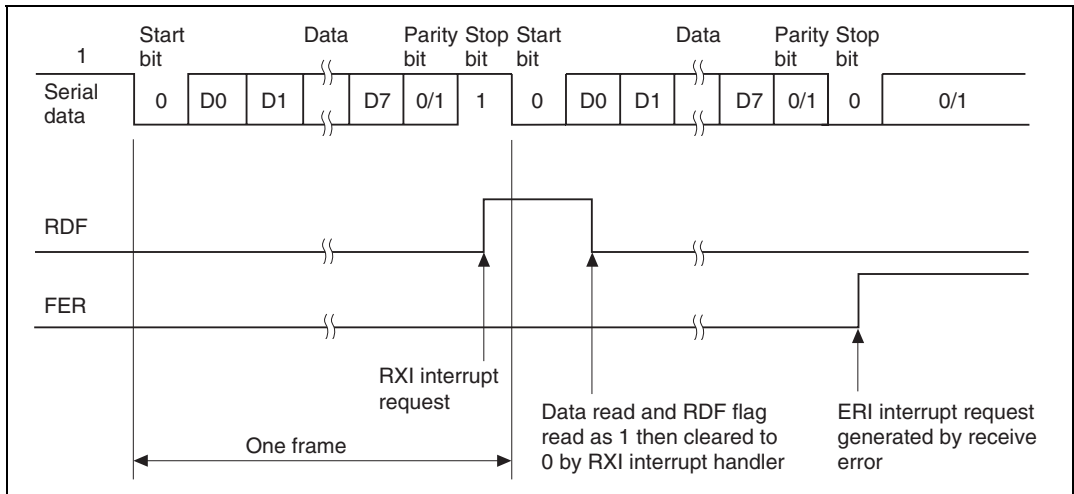 Start bit Data Parity bit Stop bit Start bit Data Parity bit Stop bit
1
Serial data 0 D0 D1 D7 0/1 1 0 D0 D1 D7 0/1 0 0/1
RDF
FER
RXI interrupt
request
Data read and RDF flag
read as 1 then cleared to
0 by RXI interrupt handler
ERI interrupt request
generated by receive
error
One frame